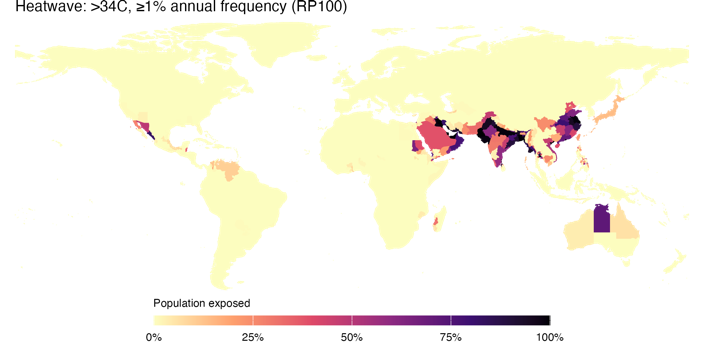 Heatwave: >34C, ≥1% annual frequency (RP100)
Population exposed
0% 25% 50% 75% 100%